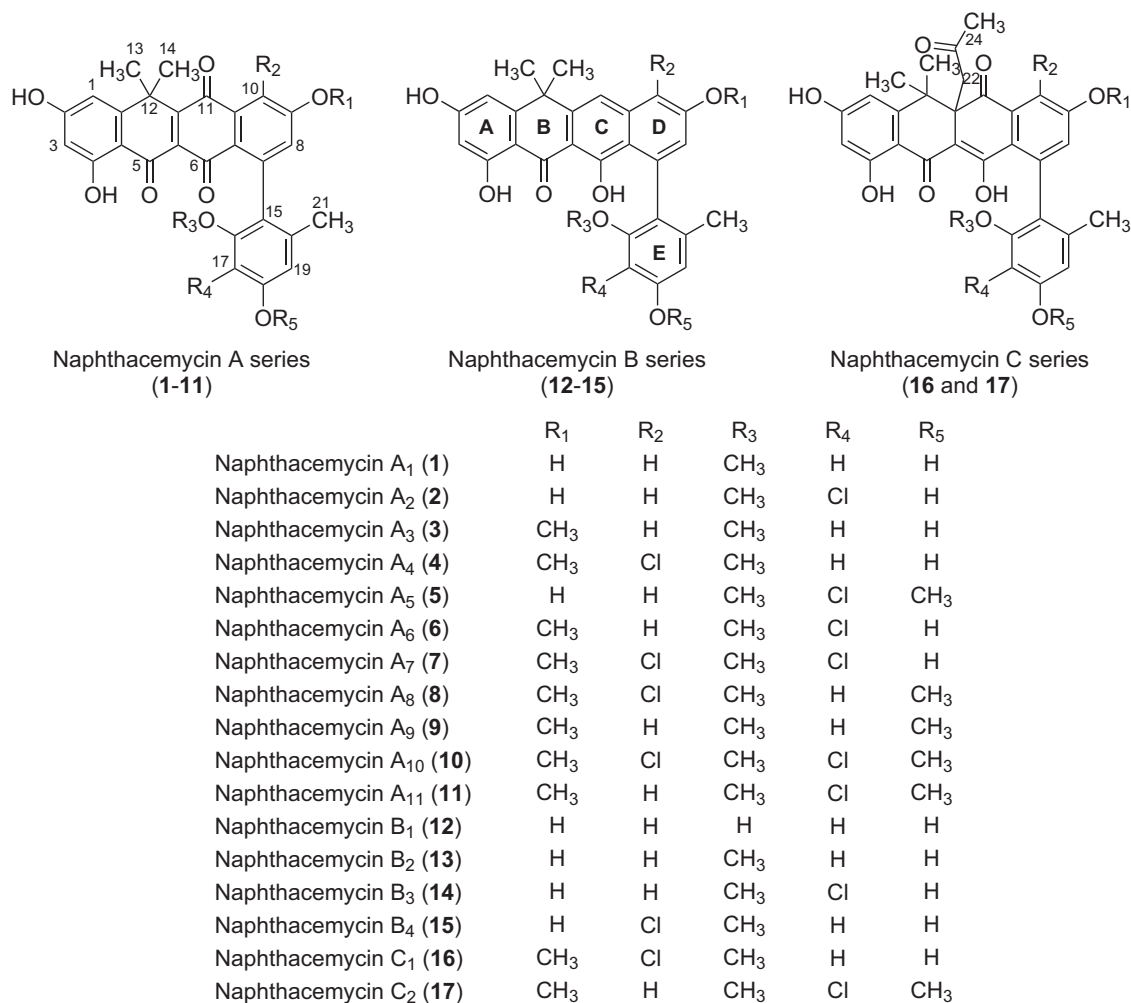 CH₃
O
24
13
14
H₃C
CH₃
O
R₂
10
1
HO
12
11
OR₁
3
5
6
8
OH
O
O
R₃O
15
CH₃
21
17
19
R₄
OR₅
H₃C
CH₃
R₂
HO
OR₁
A
B
C
D
OH
O
OH
R₃O
CH₃
E
R₄
OR₅
CH₃
22
O
R₂
H₃C
HO
OR₁
OH
O
OH
R₃O
CH₃
R₄
OR₅
Naphthacemycin A series
(1-11)
Naphthacemycin B series
(12-15)
Naphthacemycin C series
(16 and 17)
R₁ R₂ R₃ R₄ R₅
Naphthacemycin A₁ (1) H H CH₃ H H
Naphthacemycin A₂ (2) H H CH₃ Cl H
Naphthacemycin A₃ (3) CH₃ H CH₃ H H
Naphthacemycin A₄ (4) CH₃ Cl CH₃ H H
Naphthacemycin A₅ (5) H H CH₃ Cl CH₃
Naphthacemycin A₆ (6) CH₃ H CH₃ Cl H
Naphthacemycin A₇ (7) CH₃ Cl CH₃ Cl H
Naphthacemycin A₈ (8) CH₃ Cl CH₃ H CH₃
Naphthacemycin A₉ (9) CH₃ H CH₃ H CH₃
Naphthacemycin A₁₀ (10) CH₃ Cl CH₃ Cl CH₃
Naphthacemycin A₁₁ (11) CH₃ H CH₃ Cl CH₃
Naphthacemycin B₁ (12) H H H H H
Naphthacemycin B₂ (13) H H CH₃ H H
Naphthacemycin B₃ (14) H H CH₃ Cl H
Naphthacemycin B₄ (15) H Cl CH₃ H H
Naphthacemycin C₁ (16) CH₃ Cl CH₃ H H
Naphthacemycin C₂ (17) CH₃ H CH₃ Cl CH₃